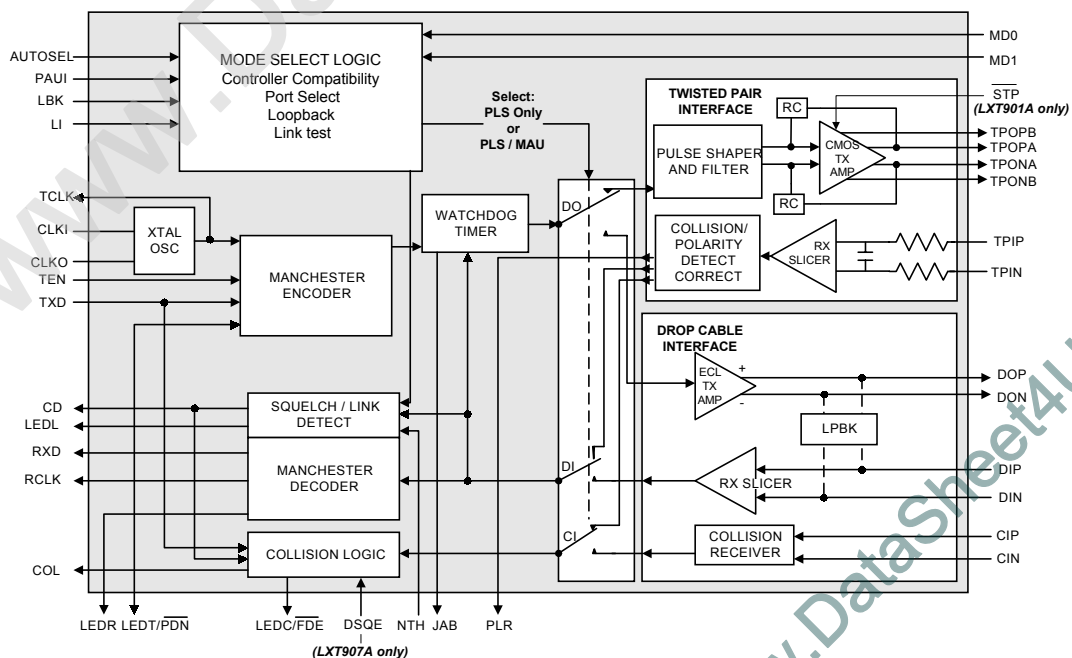 AUTOSEL
PAUI
LBK
LI
TCLK
CLKI
CLKO
TEN
TXD
CD
LEDL
RXD
RCLK
COL
MODE SELECT LOGIC
Controller Compatibility
Port Select
Loopback
Link test
XTAL
OSC
MANCHESTER
ENCODER
WATCHDOG
TIMER
SQUELCH / LINK
DETECT
MANCHESTER
DECODER
COLLISION LOGIC
Select:
PLS Only
or
PLS / MAU
DO
DI
CI
TWISTED PAIR
INTERFACE
PULSE SHAPER
AND FILTER
RC
RC
CMOS
TX
AMP
COLLISION/
POLARITY
DETECT
CORRECT
RX
SLICER
DROP CABLE
INTERFACE
ECL
TX
AMP
+
-
LPBK
RX SLICER
COLLISION
RECEIVER
MD0
MD1
STP
(LXT901A only)
TPOPB
TPOPA
TPONA
TPONB
TPIP
TPIN
DOP
DON
DIP
DIN
CIP
CIN
LEDR
LEDT/PDN
LEDC/FDE
DSQE
(LXT907A only)
NTH
JAB
PLR
www.Da
w.DataSheet4U